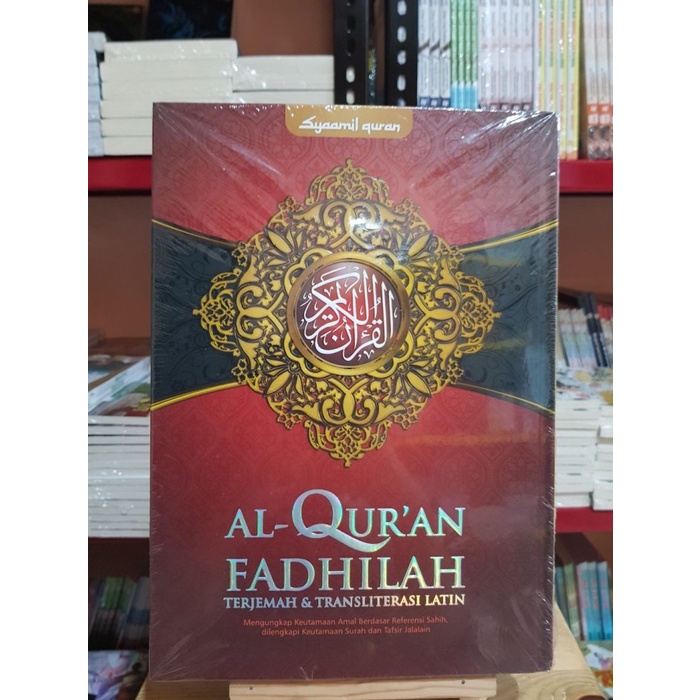 Syaamil quran
القرآن الكريم
AL-QUR'AN
FADHILAH
TERJEMAH & TRANSLITERASI LATIN
Mengungkap Keutamaan Amal Berdasar Referensi Sahih,
dilengkapi Keutamaan Surah dan Tafsir Jalalain